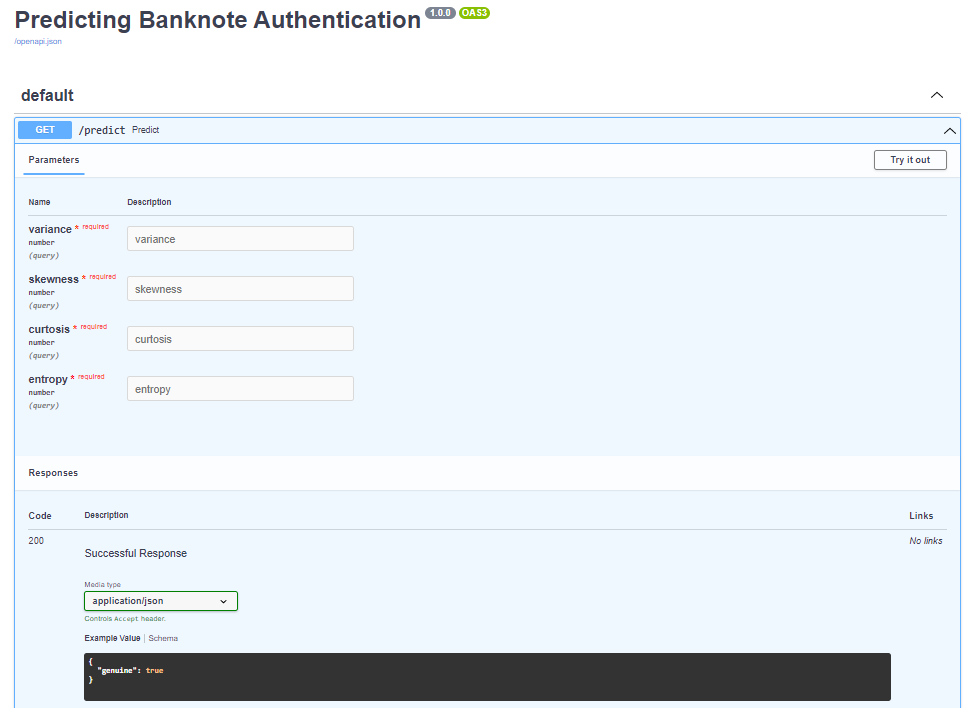 Predicting Banknote Authentication 1.0.0 OAS3
/openapi.json
default
GET /predict Predict
Parameters Try it out
Name Description
variance * required
number
(query)
variance
skewness * required
number
(query)
skewness
curtosis * required
number
(query)
curtosis
entropy * required
number
(query)
entropy
Responses
Code Description Links
200 Successful Response No links
Media type
application/json
Controls Accept header.
Example Value | Schema
{
"genuine": true
}